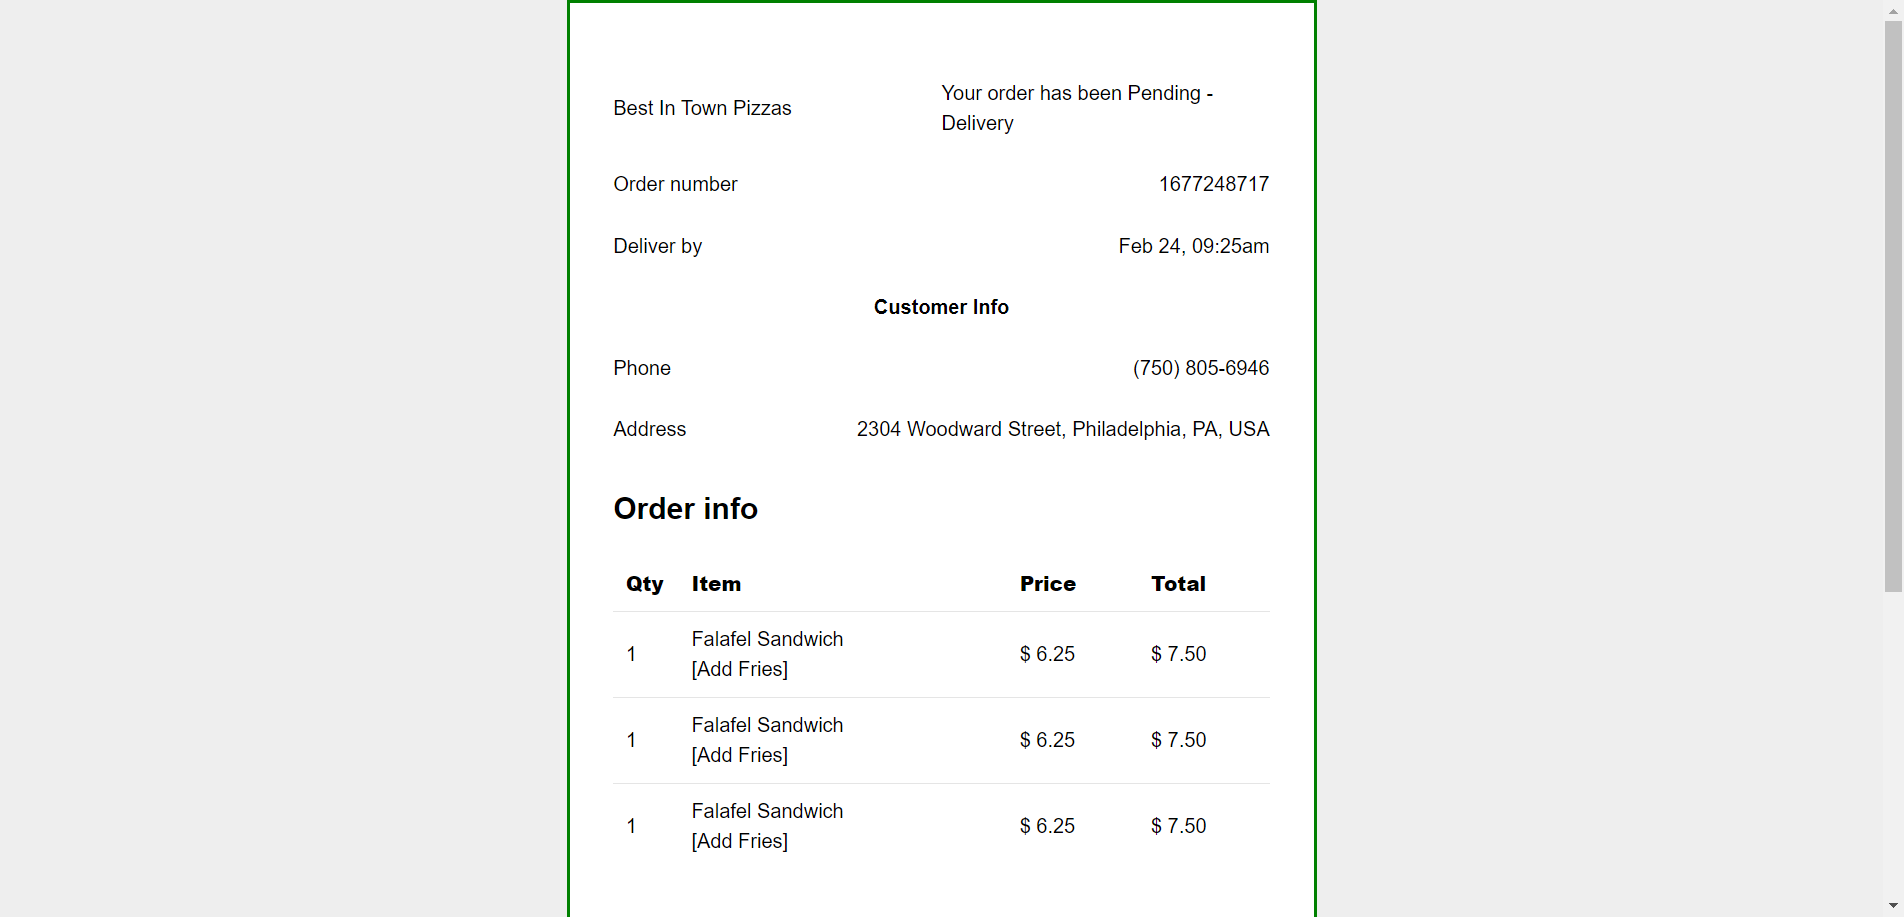 Best In Town Pizzas
Your order has been Pending -
Delivery
Order number 1677248717
Deliver by Feb 24, 09:25am
Customer Info
Phone (750) 805-6946
Address 2304 Woodward Street, Philadelphia, PA, USA
Order info
Qty Item Price Total
1 Falafel Sandwich $ 6.25 $ 7.50
[Add Fries]
1 Falafel Sandwich $ 6.25 $ 7.50
[Add Fries]
1 Falafel Sandwich $ 6.25 $ 7.50
[Add Fries]